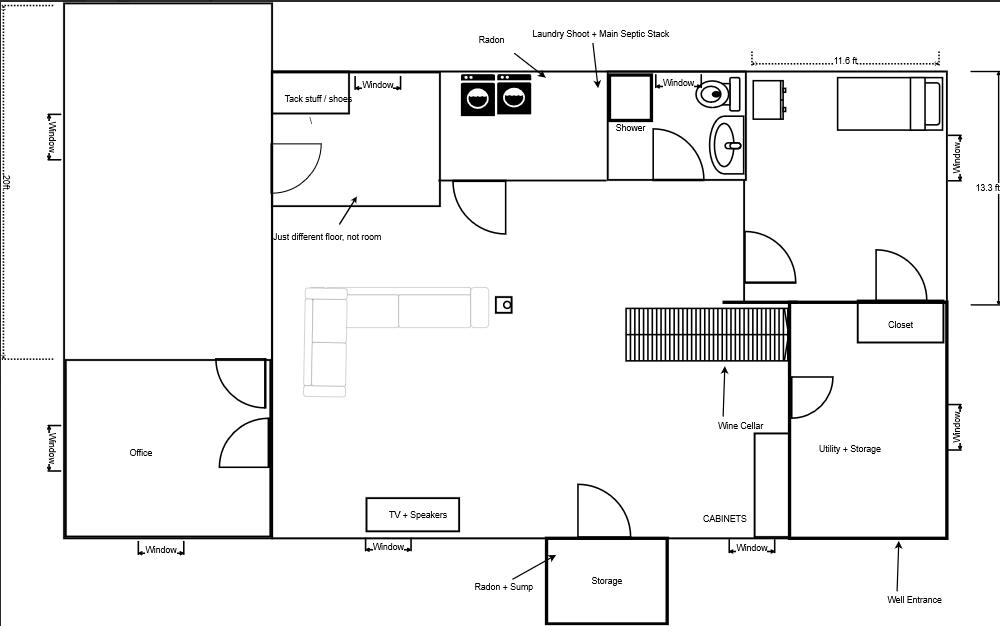 Radon
Laundry Shoot + Main Septic Stack
11.6 ft
Window
Window
Tack stuff / shoes
Shower
Window
Window
20ft
13.3 ft
Just different floor, not room
Closet
Wine Cellar
Window
Window
Office
Utility + Storage
TV + Speakers
CABINETS
Window
Window
Window
Radon + Sump
Storage
Well Entrance